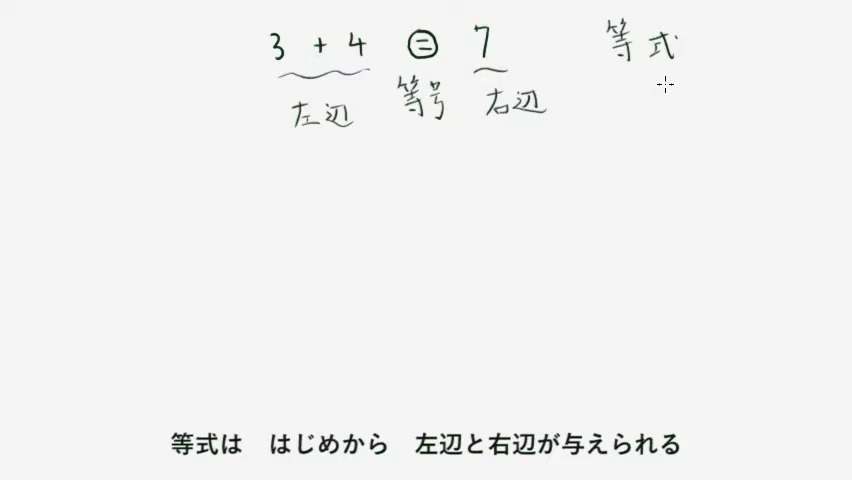 3 + 4 = 7 等式
左辺 等号 右辺
等式は はじめから 左辺と右辺が与えられる